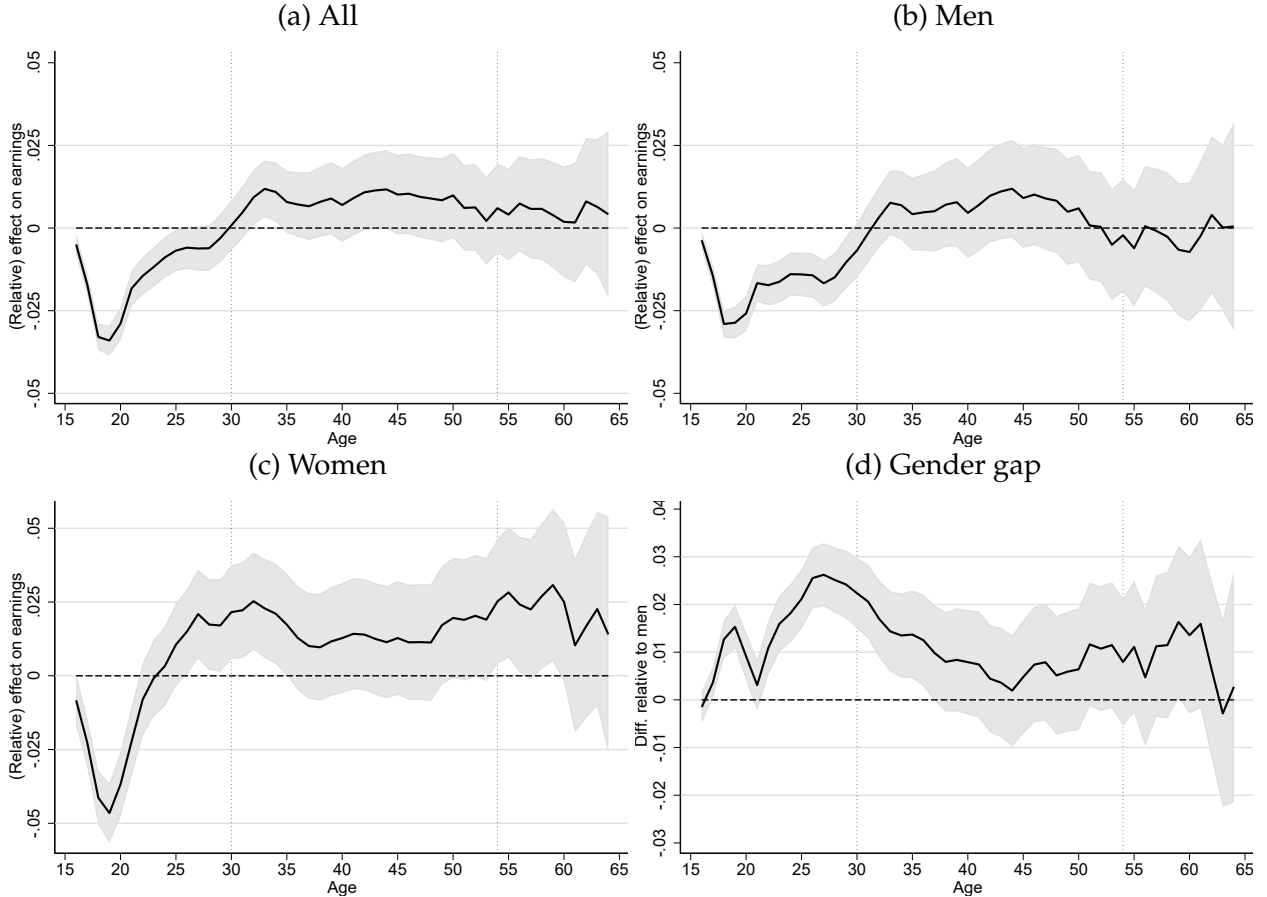 (a) All
(Relative) effect on earnings
.05
.025
0
-.025
-.05
15 20 25 30 35 40 45 50 55 60 65
Age
(b) Men
(Relative) effect on earnings
.05
.025
0
-.025
-.05
15 20 25 30 35 40 45 50 55 60 65
Age
(c) Women
(Relative) effect on earnings
.05
.025
0
-.025
-.05
15 20 25 30 35 40 45 50 55 60 65
Age
(d) Gender gap
Diff. relative to men
.04
.03
.02
.01
0
-.01
-.02
-.03
15 20 25 30 35 40 45 50 55 60 65
Age